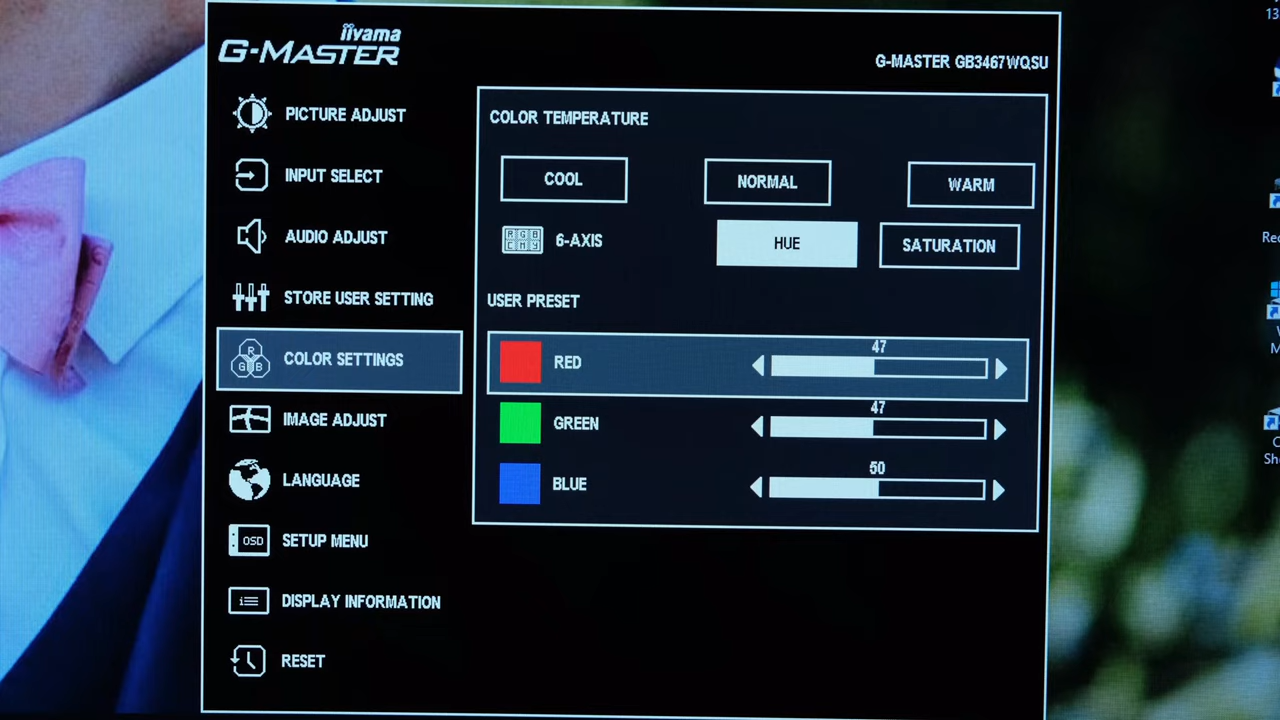 iiyama
G-MASTER
G-MASTER GB3467WQSU
PICTURE ADJUST
INPUT SELECT
AUDIO ADJUST
STORE USER SETTING
R
G B
COLOR SETTINGS
IMAGE ADJUST
LANGUAGE
OSD
SETUP MENU
DISPLAY INFORMATION
RESET
COLOR TEMPERATURE
COOL
NORMAL
WARM
R G B
C M Y
6-AXIS
HUE
SATURATION
USER PRESET
RED
47
GREEN
47
BLUE
50
13
Rec